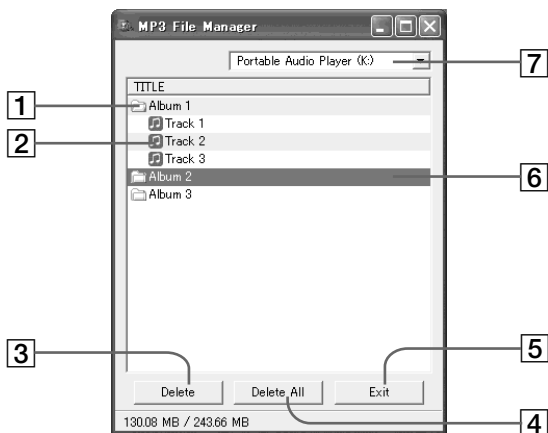 MP3 File Manager
Portable Audio Player (K:)
7
TITLE
1
Album 1
Track 1
2
Track 2
Track 3
Album 2
6
Album 3
3
5
Delete
Delete All
Exit
130.08 MB / 243.66 MB
4